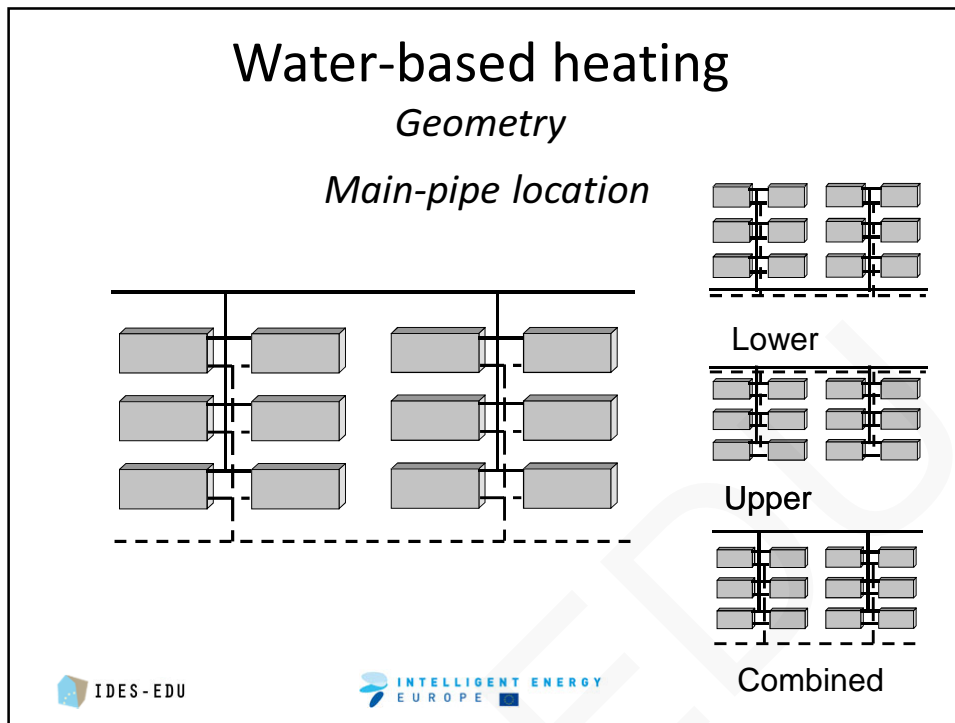 Water-based heating
Geometry
Main-pipe location
Lower
Upper
Combined
IDES-EDU
INTELLIGENT ENERGY
EUROPE